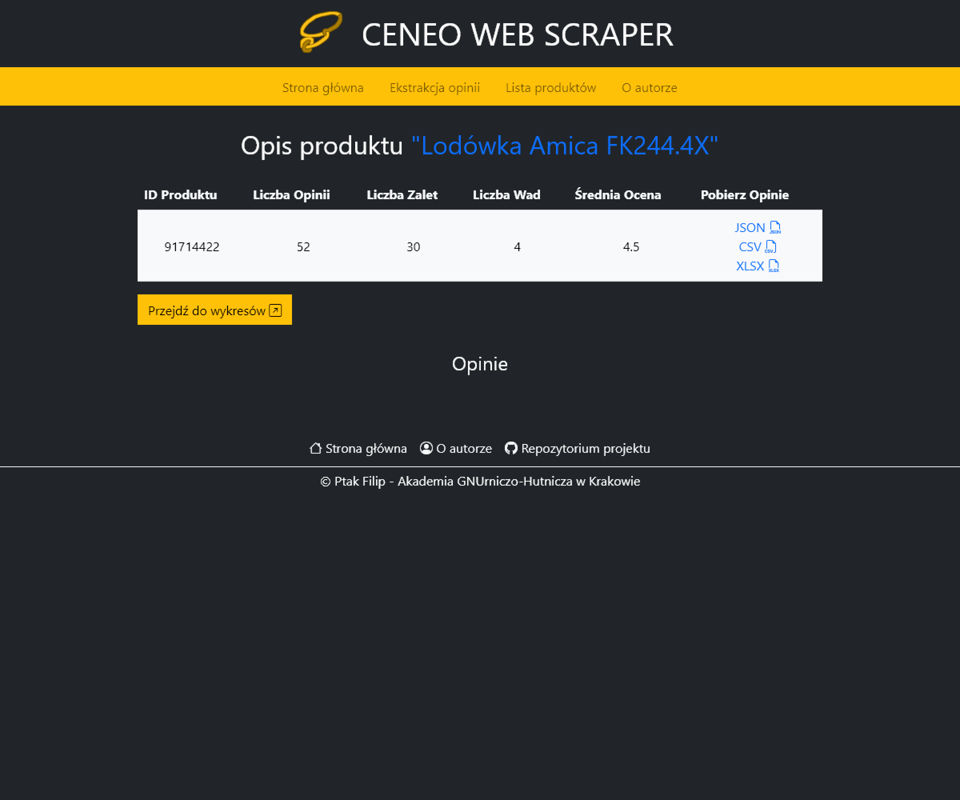 CENEO WEB SCRAPER
Strona główna Ekstrakcja opinii Lista produktów O autorze
Opis produktu "Lodówka Amica FK244.4X"
ID Produktu Liczba Opinii Liczba Zalet Liczba Wad Średnia Ocena Pobierz Opinie
91714422 52 30 4 4.5
JSON
CSV
XLSX
Przejdź do wykresów
Opinie
Strona główna O autorze Repozytorium projektu
© Ptak Filip - Akademia GNUrniczo-Hutnicza w Krakowie